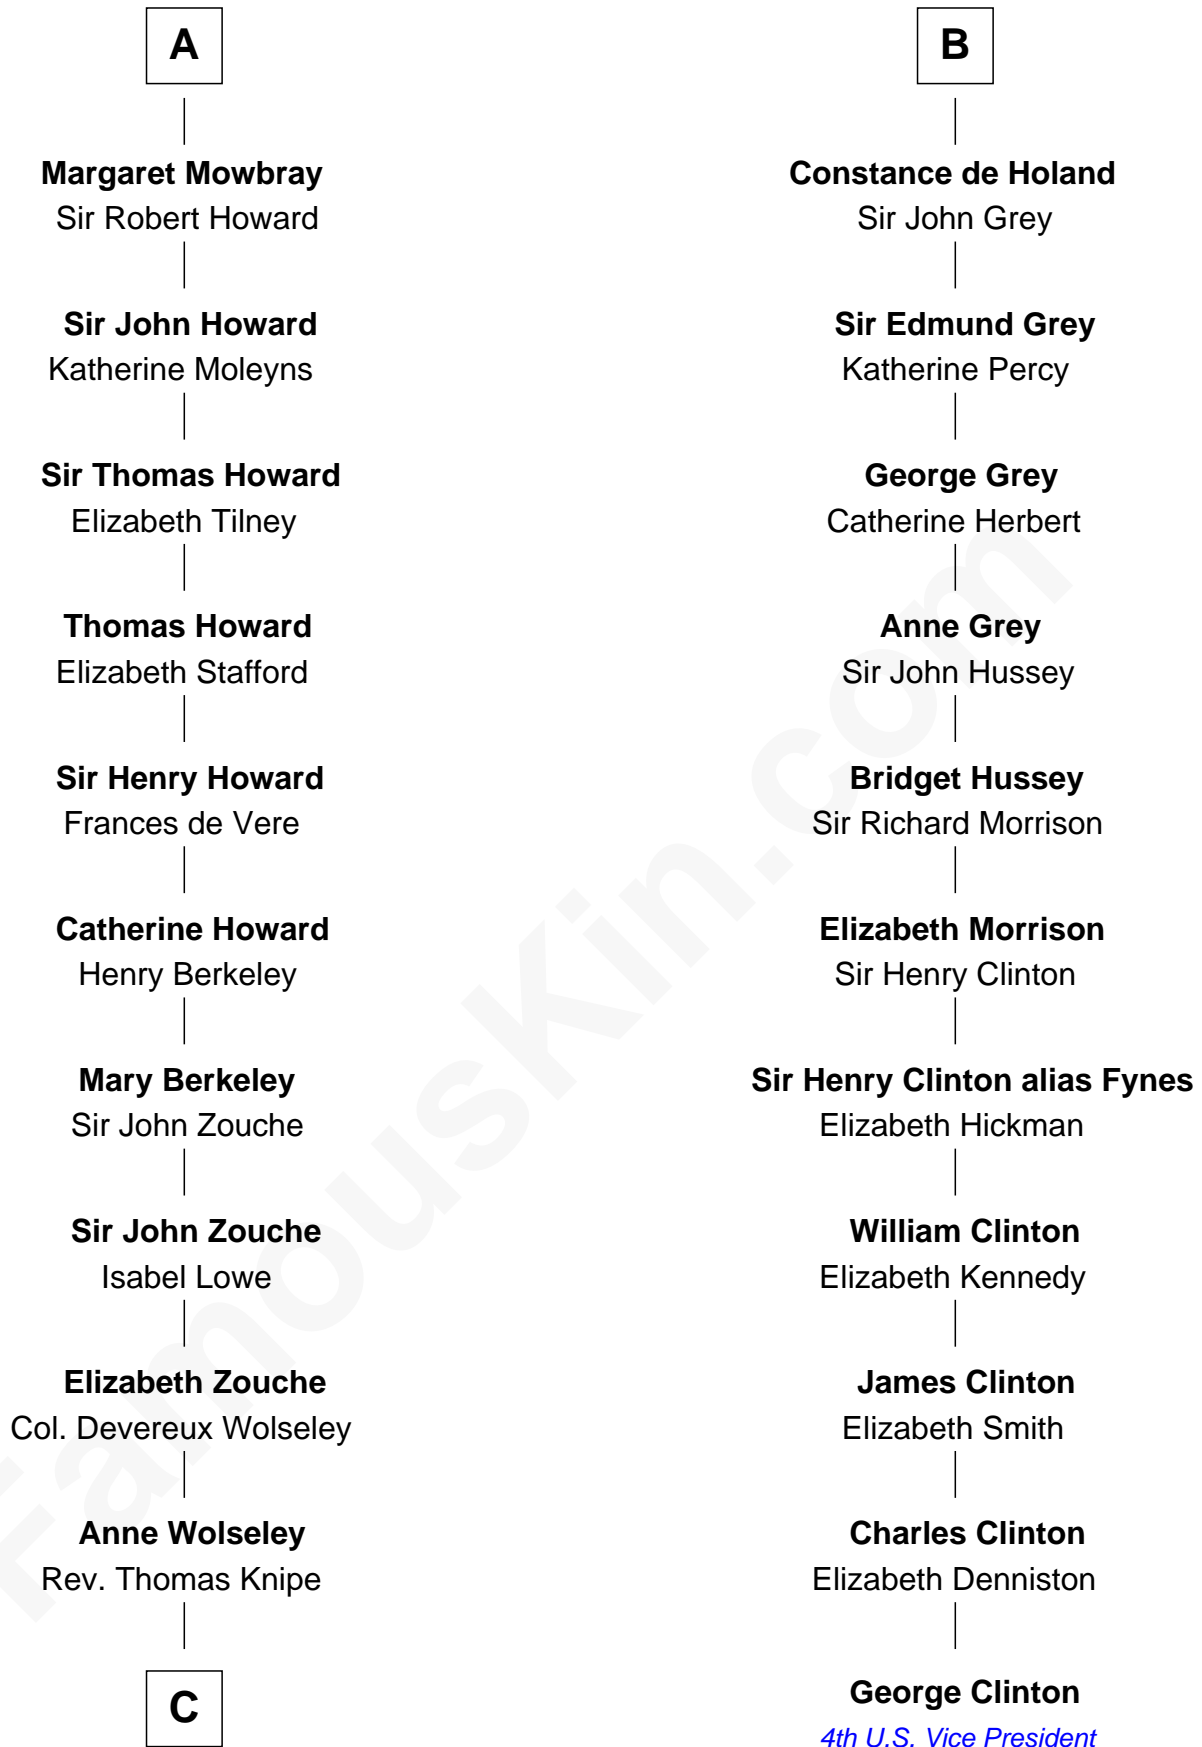 A
Margaret Mowbray
Sir Robert Howard
Sir John Howard
Katherine Moleyns
Sir Thomas Howard
Elizabeth Tilney
Thomas Howard
Elizabeth Stafford
Sir Henry Howard
Frances de Vere
Catherine Howard
Henry Berkeley
Mary Berkeley
Sir John Zouche
Sir John Zouche
Isabel Lowe
Elizabeth Zouche
Col. Devereux Wolseley
Anne Wolseley
Rev. Thomas Knipe
C
B
Constance de Holand
Sir John Grey
Sir Edmund Grey
Katherine Percy
George Grey
Catherine Herbert
Anne Grey
Sir John Hussey
Bridget Hussey
Sir Richard Morrison
Elizabeth Morrison
Sir Henry Clinton
Sir Henry Clinton alias Fynes
Elizabeth Hickman
William Clinton
Elizabeth Kennedy
James Clinton
Elizabeth Smith
Charles Clinton
Elizabeth Denniston
George Clinton
4th U.S. Vice President
FamousKin.com